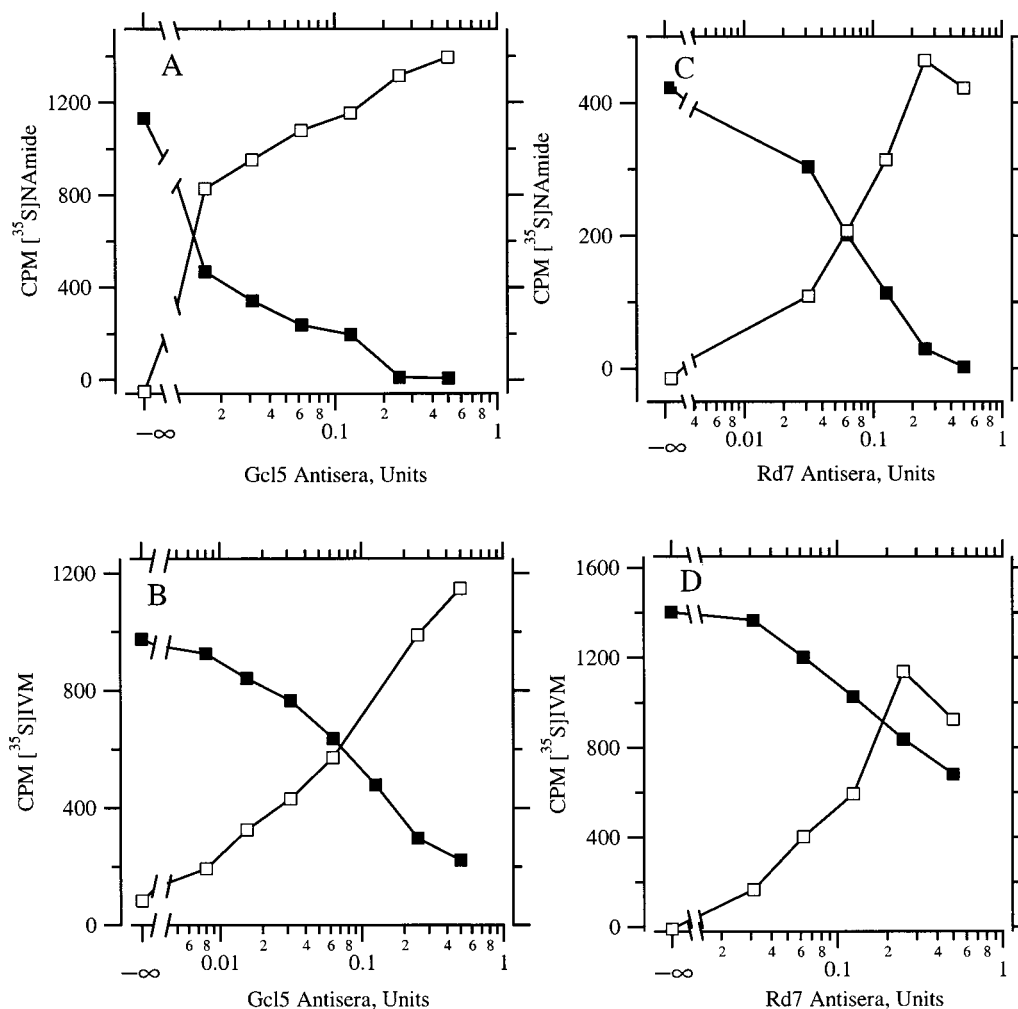 A
CPM [³⁵S]NAmide
1200
800
400
0
2 4 6 8 2 4 6 8
−∞ 0.1 1
Gcl5 Antisera, Units
C
CPM [³⁵S]NAmide
400
200
0
4 6 8 2 4 6 8 2 4 6 8
−∞ 0.01 0.1 1
Rd7 Antisera, Units
B
CPM [³⁵S]IVM
1200
800
400
0
6 8 2 4 6 8 2 4 6 8
−∞ 0.01 0.1 1
Gcl5 Antisera, Units
D
CPM [³⁵S]IVM
1600
1200
800
400
0
2 4 6 8 2 4 6 8
−∞ 0.1 1
Rd7 Antisera, Units